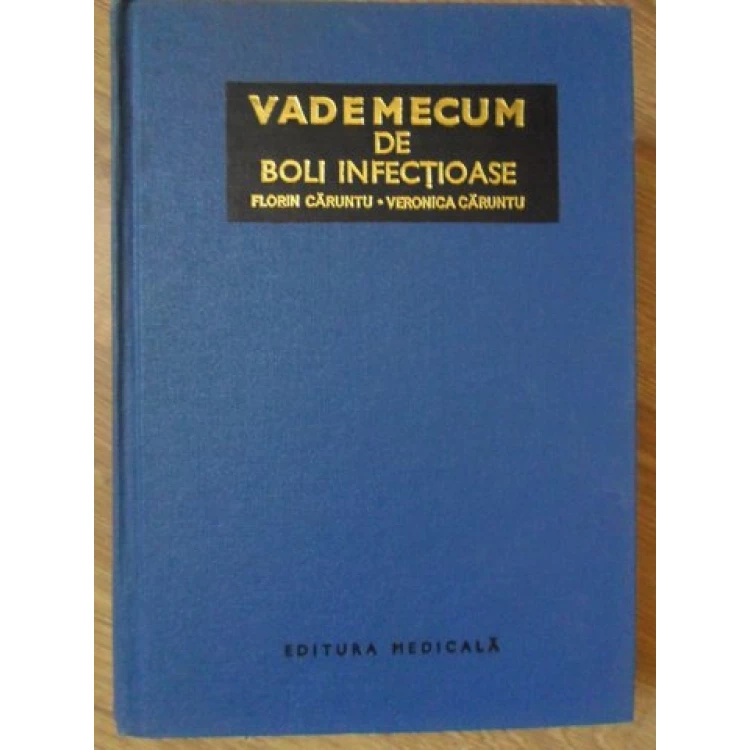 VADEMECUM
DE
BOLI INFECȚIOASE
FLORIN CĂRUNTU • VERONICA CĂRUNTU
EDITURA MEDICALĂ